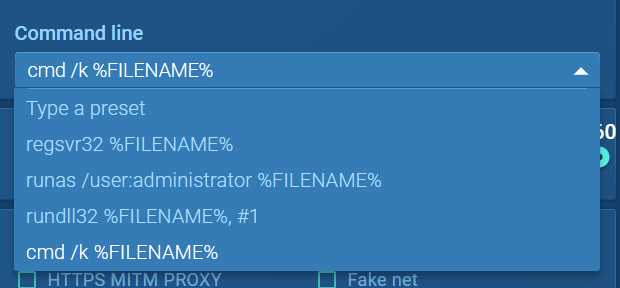 Command line
cmd /k %FILENAME%
Type a preset
regsvr32 %FILENAME%
runas /user:administrator %FILENAME%
rundll32 %FILENAME%, #1
cmd /k %FILENAME%
HTTPS MITM PROXY
Fake net